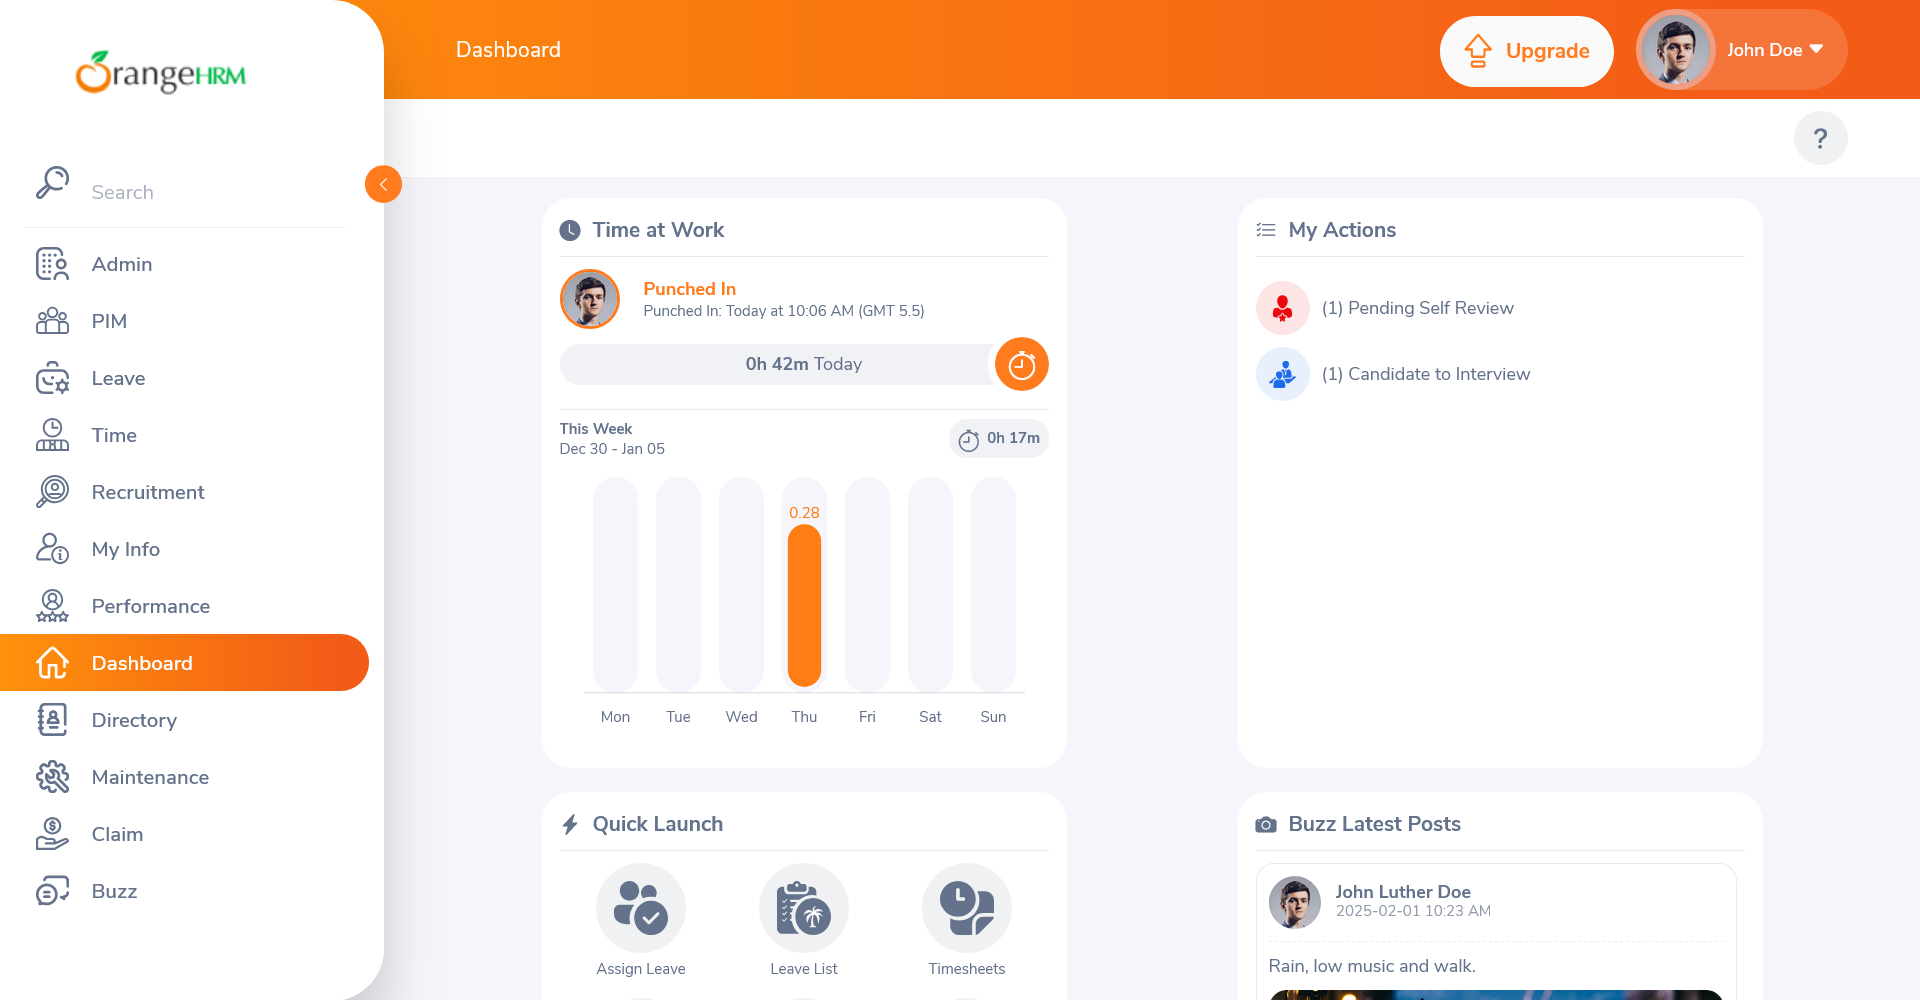 OrangeHRM
Search
Admin
PIM
Leave
Time
Recruitment
My Info
Performance
Dashboard
Directory
Maintenance
Claim
Buzz
Dashboard
Upgrade
John Doe
?
Time at Work
Punched In
Punched In: Today at 10:06 AM (GMT 5.5)
0h 42m Today
This Week
Dec 30 - Jan 05
0h 17m
0.28
Mon Tue Wed Thu Fri Sat Sun
My Actions
(1) Pending Self Review
(1) Candidate to Interview
Quick Launch
Assign Leave
Leave List
Timesheets
Buzz Latest Posts
John Luther Doe
2025-02-01 10:23 AM
Rain, low music and walk.